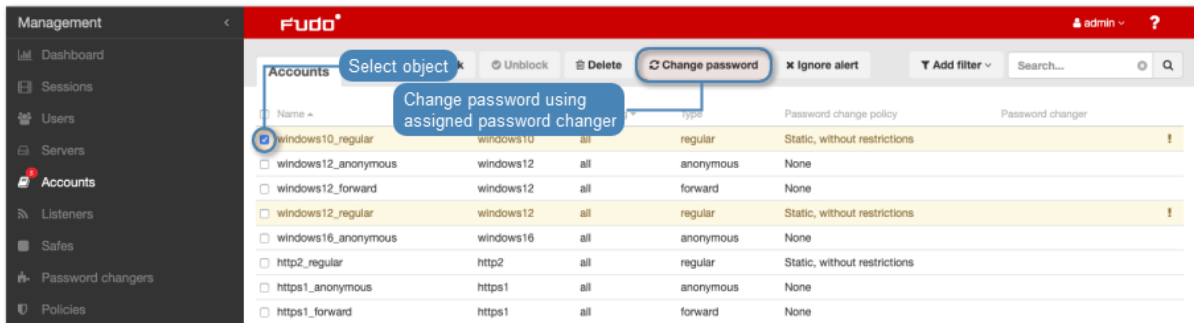 Management <
Fudo
admin
?
Dashboard
Sessions
Users
Servers
Accounts
Listeners
Safes
Password changers
Policies
Accounts
Select object
k
Unblock
Delete
Change password
Ignore alert
Add filter
Search...
Change password using
assigned password changer
Name Type Password change policy Password changer
windows10_regular windows10 all regular Static, without restrictions !
windows12_anonymous windows12 all anonymous None
windows12_forward windows12 all forward None
windows12_regular windows12 all regular Static, without restrictions !
windows16_anonymous windows16 all anonymous None
http2_regular http2 all regular Static, without restrictions
https1_anonymous https1 all anonymous None
https1_forward https1 all forward None